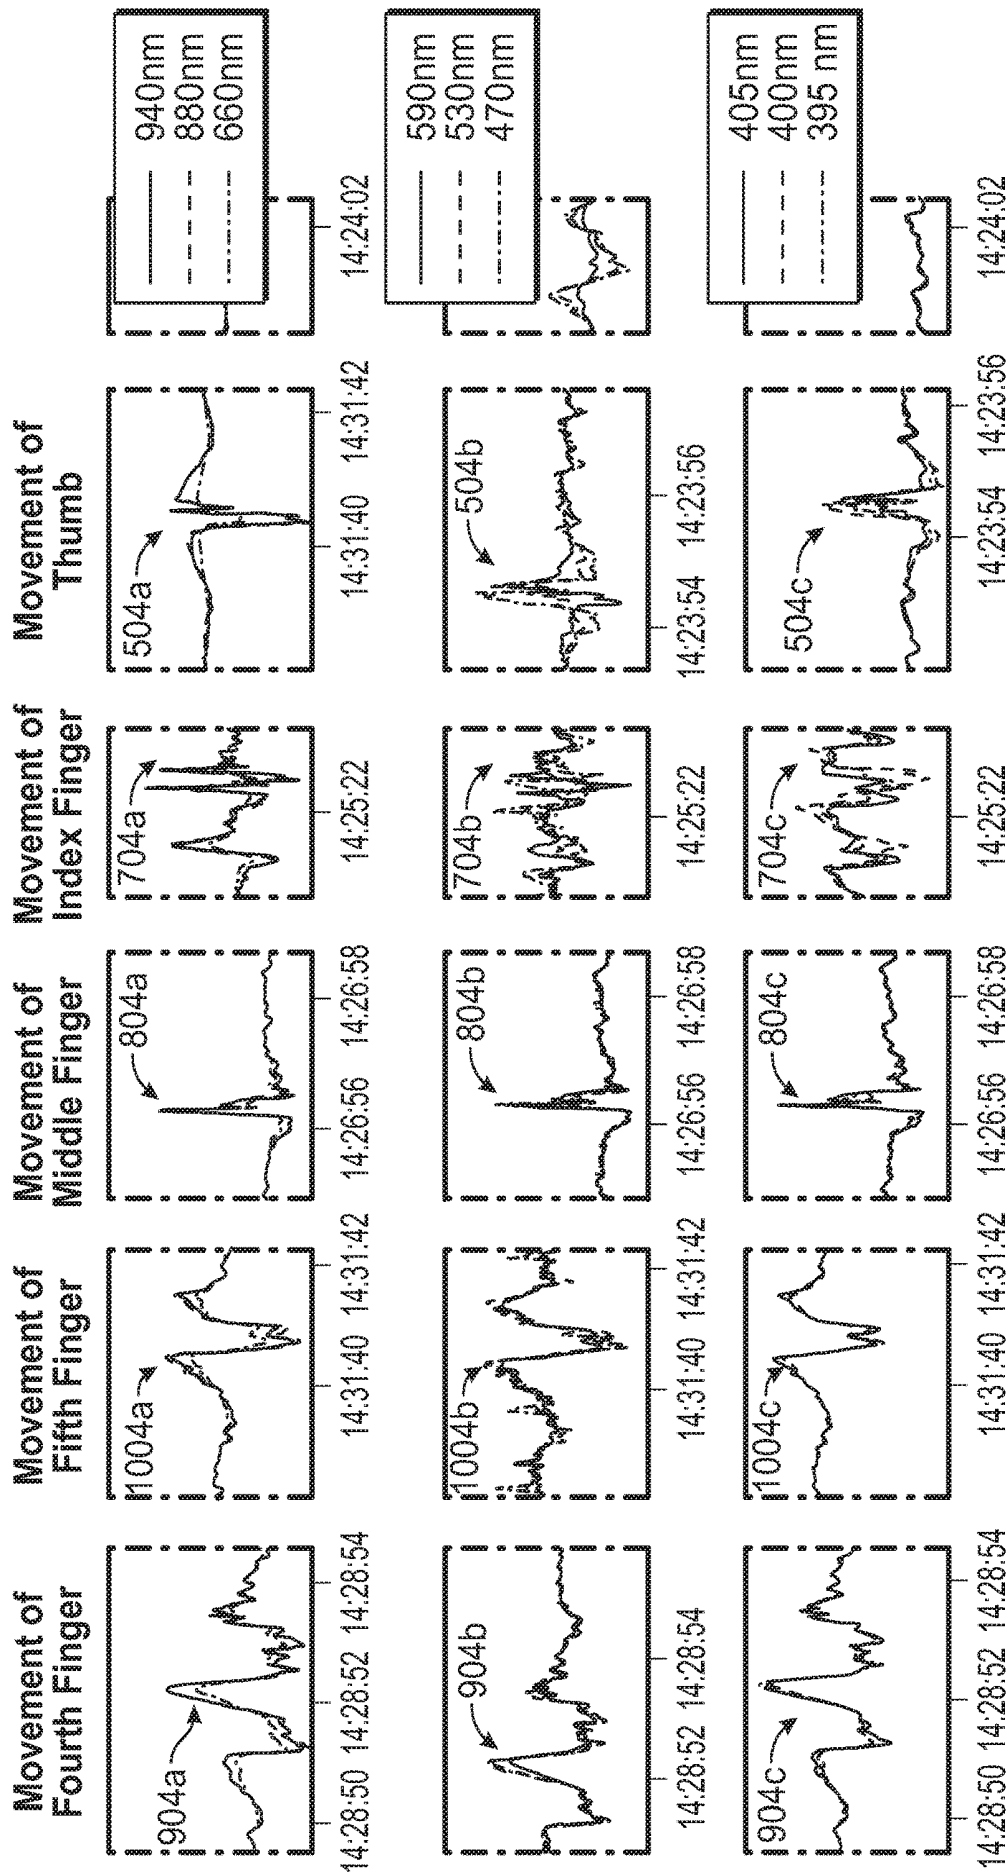 Movement of
Fourth Finger
Movement of
Fifth Finger
Movement of
Middle Finger
Movement of
Index Finger
Movement of
Thumb
904a
1004a
804a
704a
504a
940nm
880nm
660nm
14:28:50 14:28:52 14:28:54
14:31:40 14:31:42
14:26:56 14:26:58
14:25:22
14:31:40 14:31:42
14:24:02
904b
1004b
804b
704b
504b
590nm
530nm
470nm
14:28:52 14:28:54
14:31:40 14:31:42
14:26:56 14:26:58
14:25:22
14:23:54 14:23:56
904c
1004c
804c
704c
504c
405nm
400nm
395 nm
14:28:50 14:28:52 14:28:54
14:31:40 14:31:42
14:26:56 14:26:58
14:25:22
14:23:54 14:23:56
14:24:02